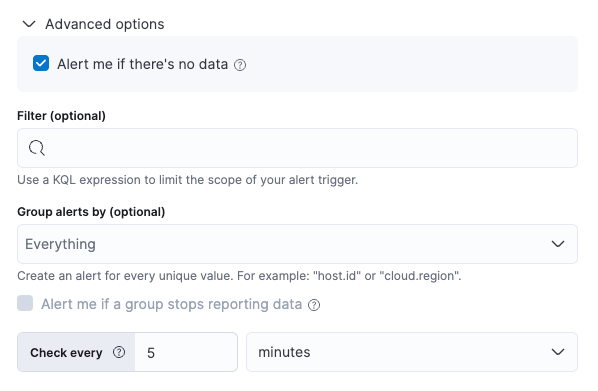 Advanced options
Alert me if there's no data
Filter (optional)
Use a KQL expression to limit the scope of your alert trigger.
Group alerts by (optional)
Everything
Create an alert for every unique value. For example: "host.id" or "cloud.region".
Alert me if a group stops reporting data
Check every 5 minutes